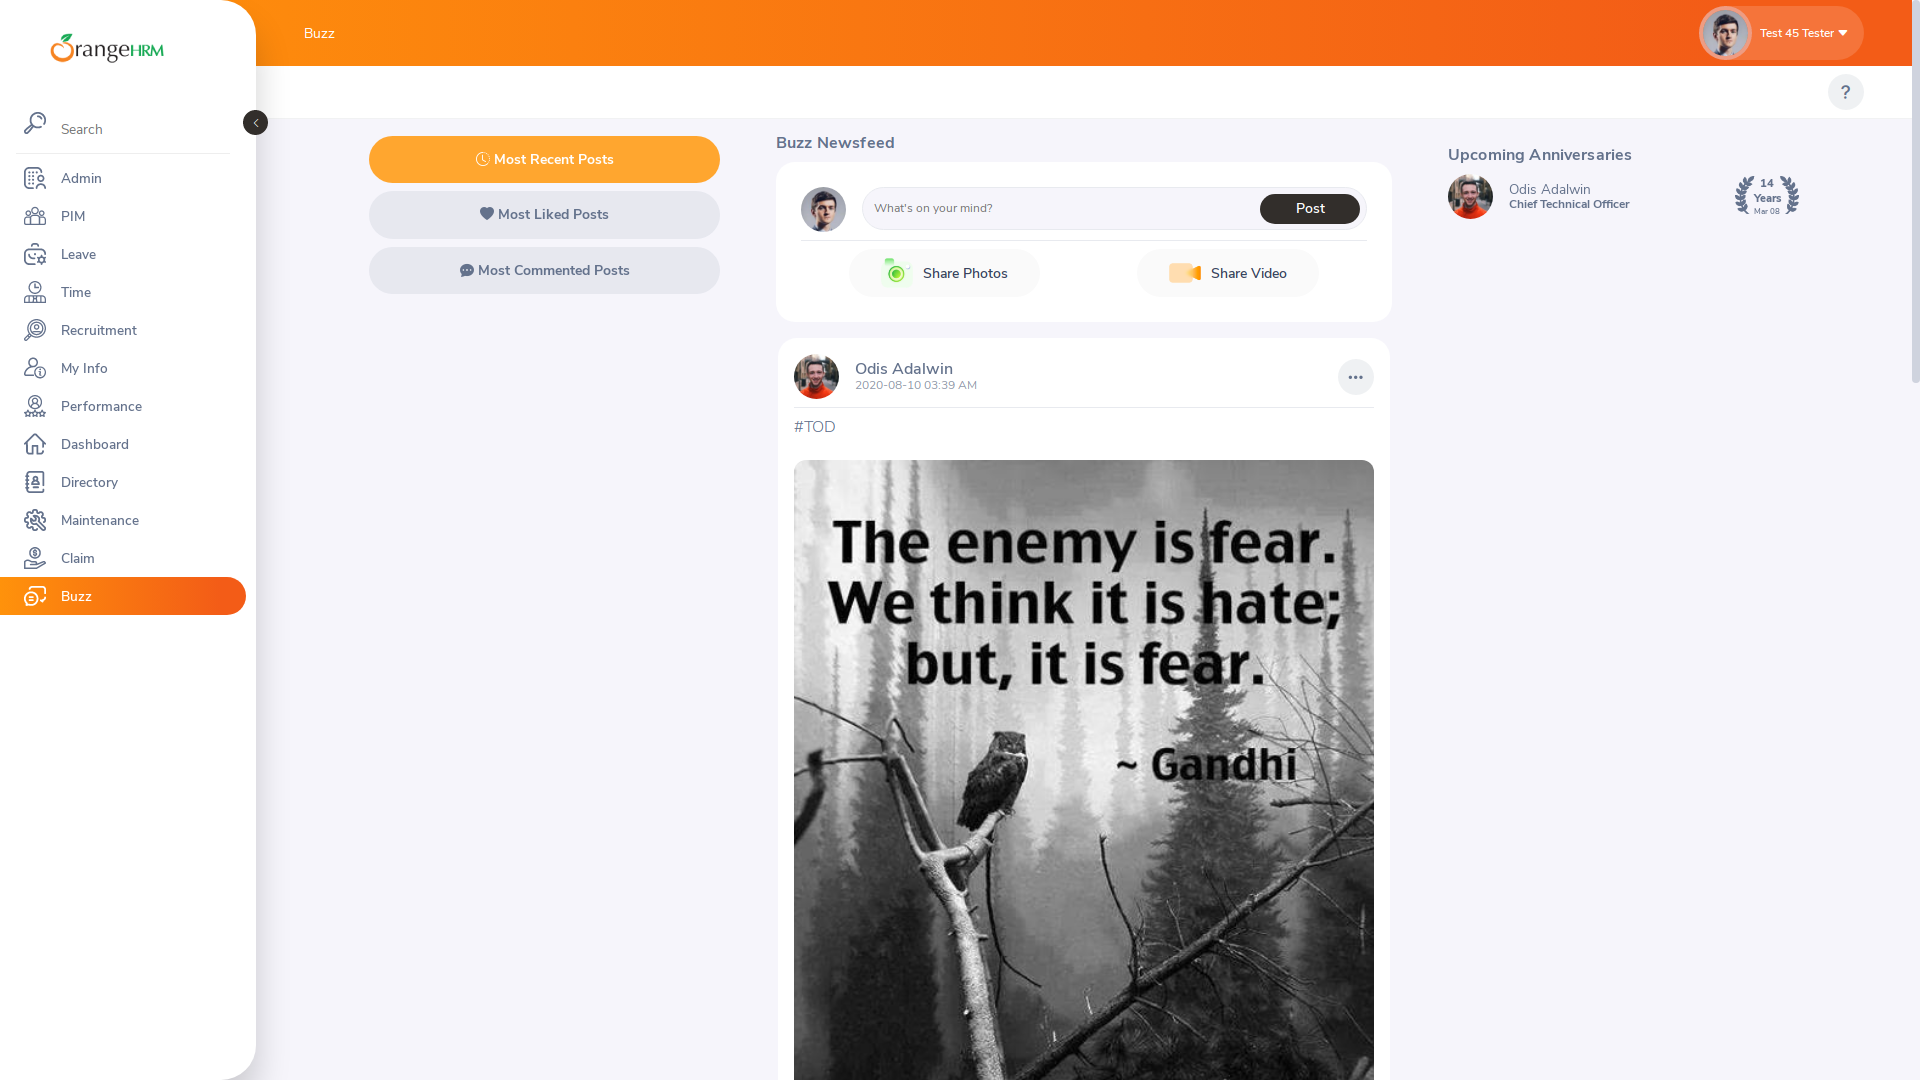 OrangeHRM
Search
Admin
PIM
Leave
Time
Recruitment
My Info
Performance
Dashboard
Directory
Maintenance
Claim
Buzz
Buzz
Test 45 Tester
?
Most Recent Posts
Most Liked Posts
Most Commented Posts
Buzz Newsfeed
What's on your mind?
Post
Share Photos
Share Video
Odis Adalwin
2020-08-10 03:39 AM
#TOD
The enemy is fear.
We think it is hate;
but, it is fear.
~ Gandhi
Upcoming Anniversaries
Odis Adalwin
Chief Technical Officer
14
Years
Mar 08